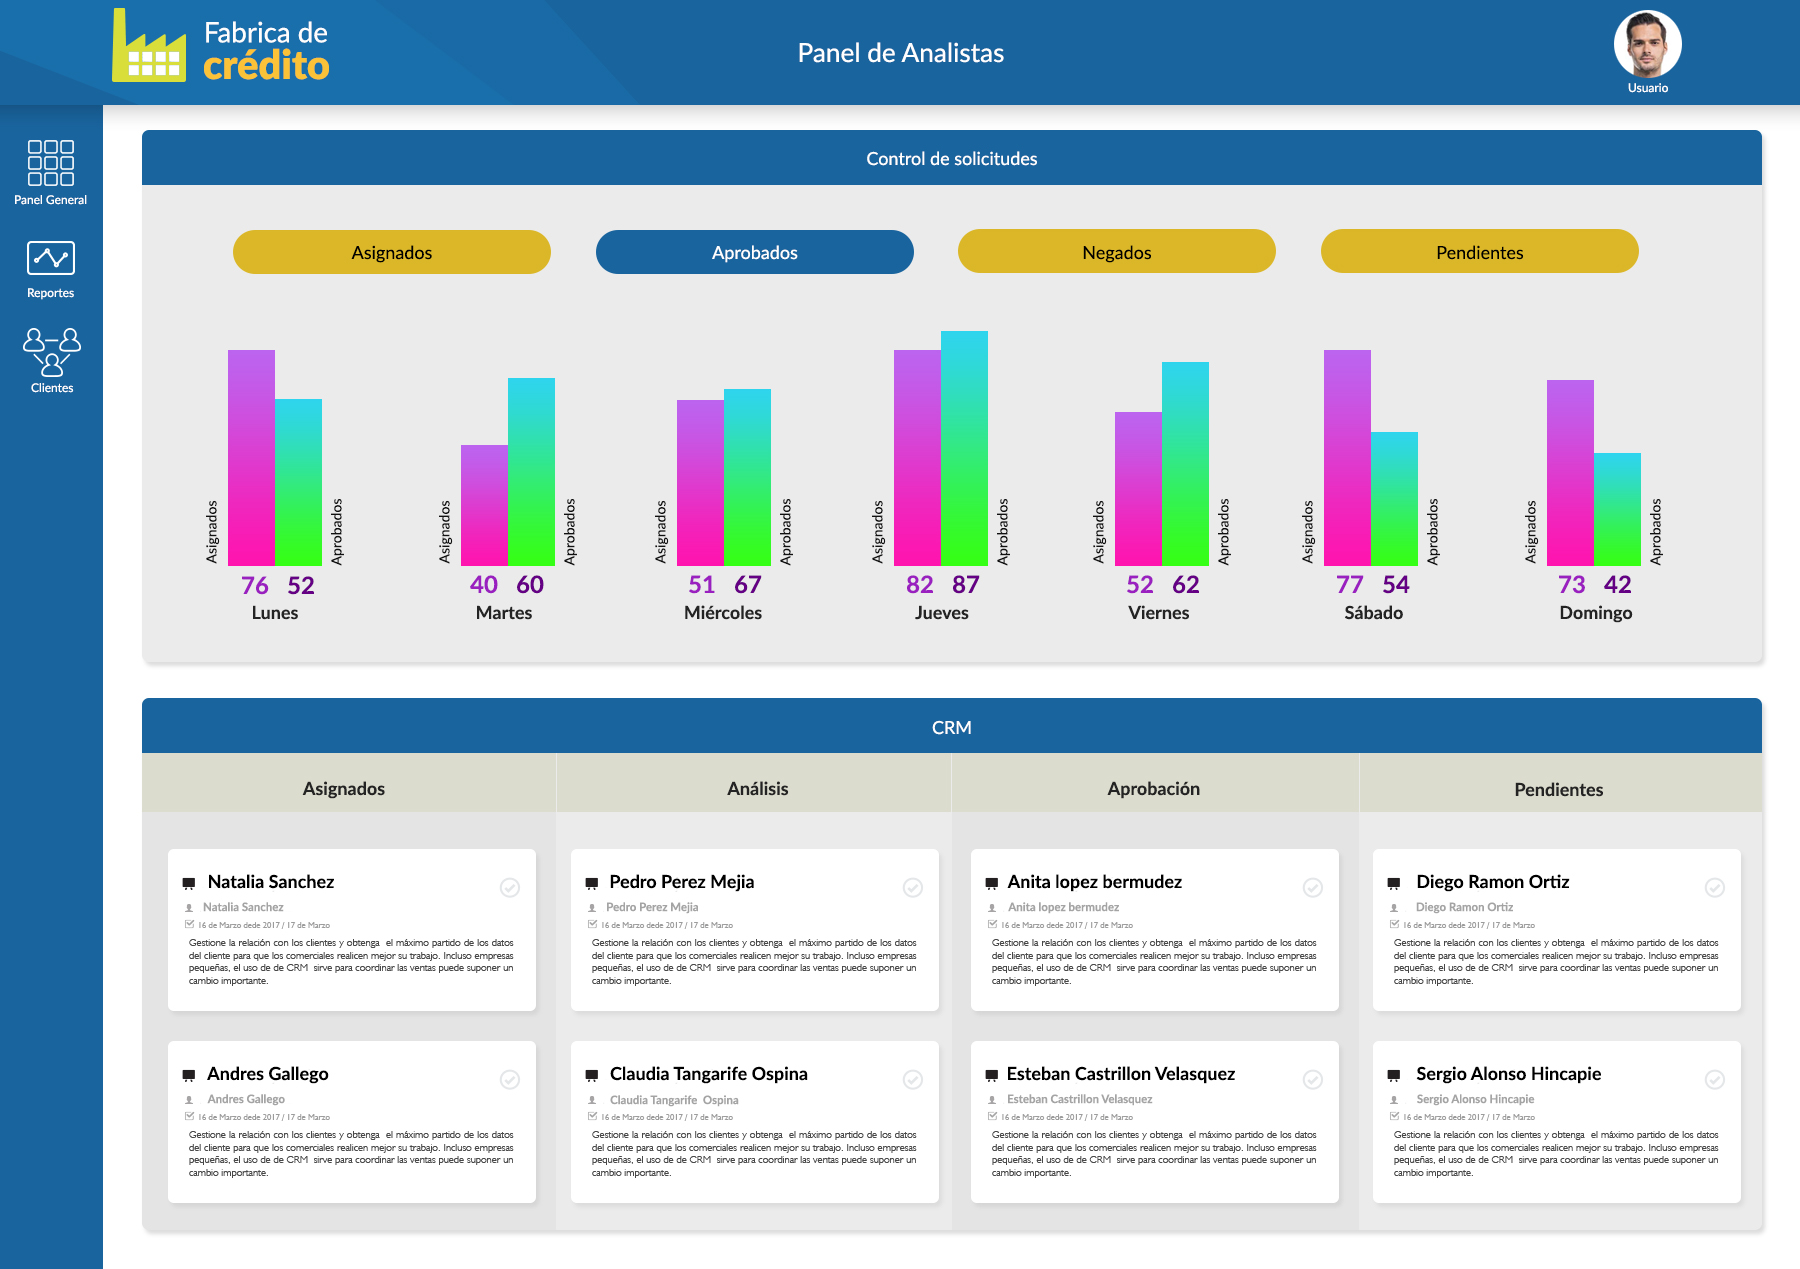 Fabrica de
crédito
Panel de Analistas
Usuario
Panel General
Reportes
Clientes
Control de solicitudes
Asignados
Aprobados
Negados
Pendientes
Asignados
Aprobados
76 52
Lunes
Asignados
Aprobados
40 60
Martes
Asignados
Aprobados
51 67
Miércoles
Asignados
Aprobados
82 87
Jueves
Asignados
Aprobados
52 62
Viernes
Asignados
Aprobados
77 54
Sábado
Asignados
Aprobados
73 42
Domingo
CRM
Asignados
Análisis
Aprobación
Pendientes
Natalia Sanchez
Natalia Sanchez
16 de Marzo dede 2017 / 17 de Marzo
Gestione la relación con los clientes y obtenga el máximo partido de los datos
del cliente para que los comerciales realicen mejor su trabajo. Incluso empresas
pequeñas, el uso de de CRM sirve para coordinar las ventas puede suponer un
cambio importante.
Pedro Perez Mejia
Pedro Perez Mejia
16 de Marzo dede 2017 / 17 de Marzo
Gestione la relación con los clientes y obtenga el máximo partido de los datos
del cliente para que los comerciales realicen mejor su trabajo. Incluso empresas
pequeñas, el uso de de CRM sirve para coordinar las ventas puede suponer un
cambio importante.
Anita lopez bermudez
Anita lopez bermudez
16 de Marzo dede 2017 / 17 de Marzo
Gestione la relación con los clientes y obtenga el máximo partido de los datos
del cliente para que los comerciales realicen mejor su trabajo. Incluso empresas
pequeñas, el uso de de CRM sirve para coordinar las ventas puede suponer un
cambio importante.
Diego Ramon Ortiz
Diego Ramon Ortiz
16 de Marzo dede 2017 / 17 de Marzo
Gestione la relación con los clientes y obtenga el máximo partido de los datos
del cliente para que los comerciales realicen mejor su trabajo. Incluso empresas
pequeñas, el uso de de CRM sirve para coordinar las ventas puede suponer un
cambio importante.
Andres Gallego
Andres Gallego
16 de Marzo dede 2017 / 17 de Marzo
Gestione la relación con los clientes y obtenga el máximo partido de los datos
del cliente para que los comerciales realicen mejor su trabajo. Incluso empresas
pequeñas, el uso de de CRM sirve para coordinar las ventas puede suponer un
cambio importante.
Claudia Tangarife Ospina
Claudia Tangarife Ospina
16 de Marzo dede 2017 / 17 de Marzo
Gestione la relación con los clientes y obtenga el máximo partido de los datos
del cliente para que los comerciales realicen mejor su trabajo. Incluso empresas
pequeñas, el uso de de CRM sirve para coordinar las ventas puede suponer un
cambio importante.
Esteban Castrillon Velasquez
Esteban Castrillon Velasquez
16 de Marzo dede 2017 / 17 de Marzo
Gestione la relación con los clientes y obtenga el máximo partido de los datos
del cliente para que los comerciales realicen mejor su trabajo. Incluso empresas
pequeñas, el uso de de CRM sirve para coordinar las ventas puede suponer un
cambio importante.
Sergio Alonso Hincapie
Sergio Alonso Hincapie
16 de Marzo dede 2017 / 17 de Marzo
Gestione la relación con los clientes y obtenga el máximo partido de los datos
del cliente para que los comerciales realicen mejor su trabajo. Incluso empresas
pequeñas, el uso de de CRM sirve para coordinar las ventas puede suponer un
cambio importante.